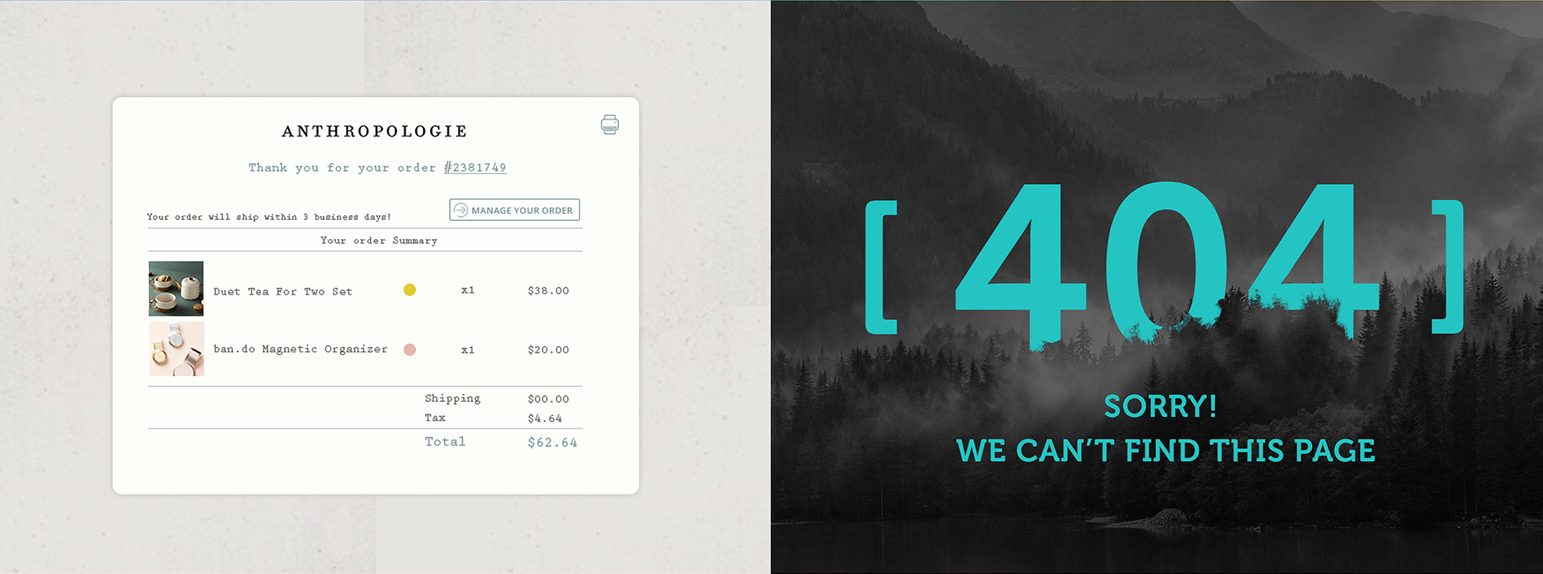 ANTHROPOLOGIE
Thank you for your order #2381749
Your order will ship within 3 business days!
MANAGE YOUR ORDER
Your order Summary
Duet Tea For Two Set x1 $38.00
ban.do Magnetic Organizer x1 $20.00
Shipping $00.00
Tax $4.64
Total $62.64
[ 404 ]
SORRY!
WE CAN'T FIND THIS PAGE